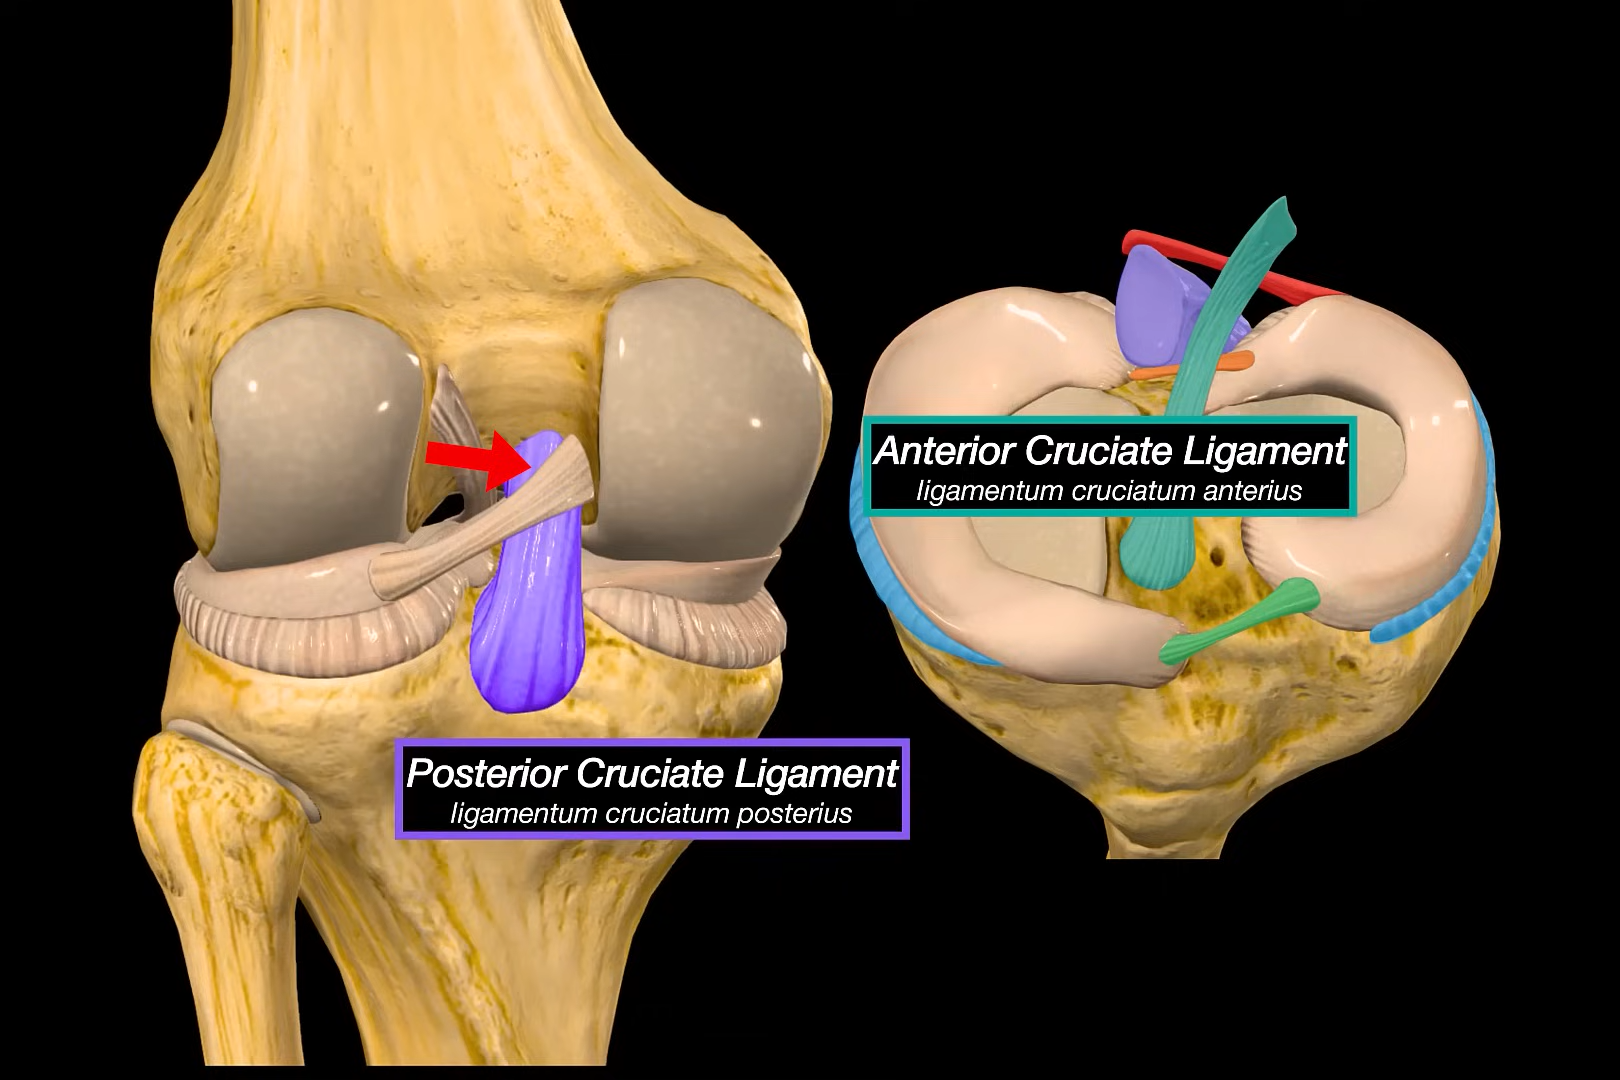 Anterior Cruciate Ligament
ligamentum cruciatum anterius
Posterior Cruciate Ligament
ligamentum cruciatum posterius